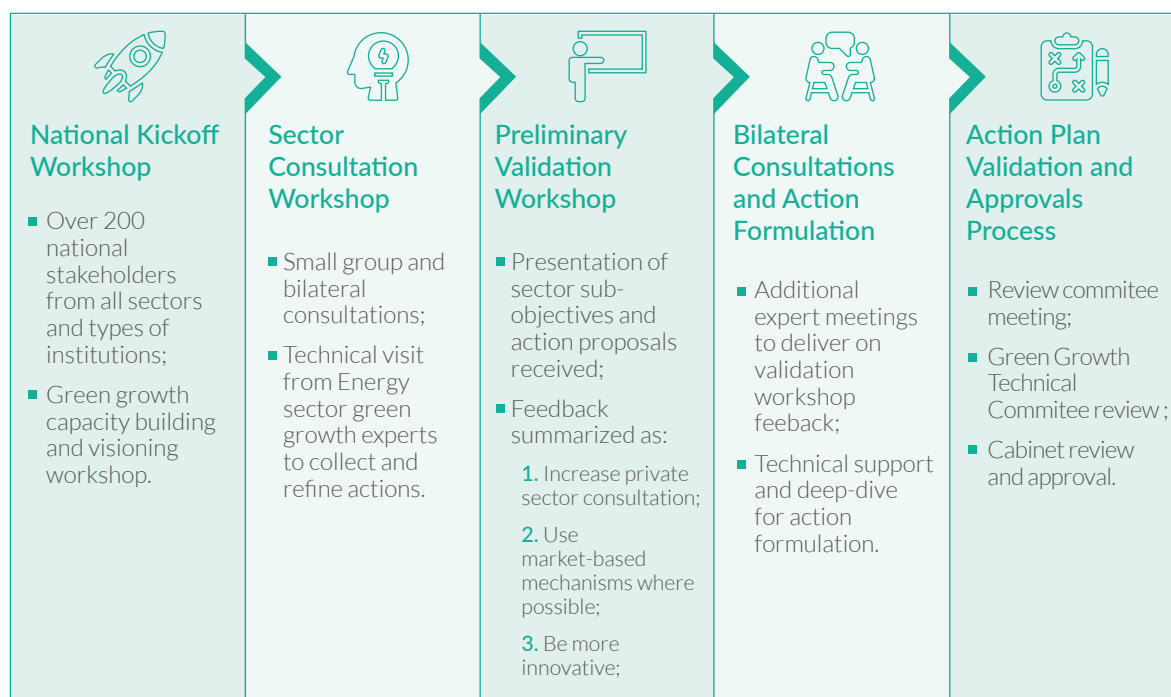 National Kickoff
Workshop
Over 200
national
stakeholders
from all sectors
and types of
institutions;
Green growth
capacity building
and visioning
workshop.
Sector
Consultation
Workshop
Small group and
bilateral
consultations;
Technical visit
from Energy
sector green
growth experts
to collect and
refine actions.
Preliminary
Validation
Workshop
Presentation of
sector sub-
objectives and
action proposals
received;
Feedback
summarized as:
1. Increase private
sector consultation;
2. Use
market-based
mechanisms where
possible;
3. Be more
innovative;
Bilateral
Consultations
and Action
Formulation
Additional
expert meetings
to deliver on
validation
workshop
feeback;
Technical support
and deep-dive
for action
formulation.
Action Plan
Validation and
Approvals
Process
Review commitee
meeting;
Green Growth
Technical
Commitee review ;
Cabinet review
and approval.